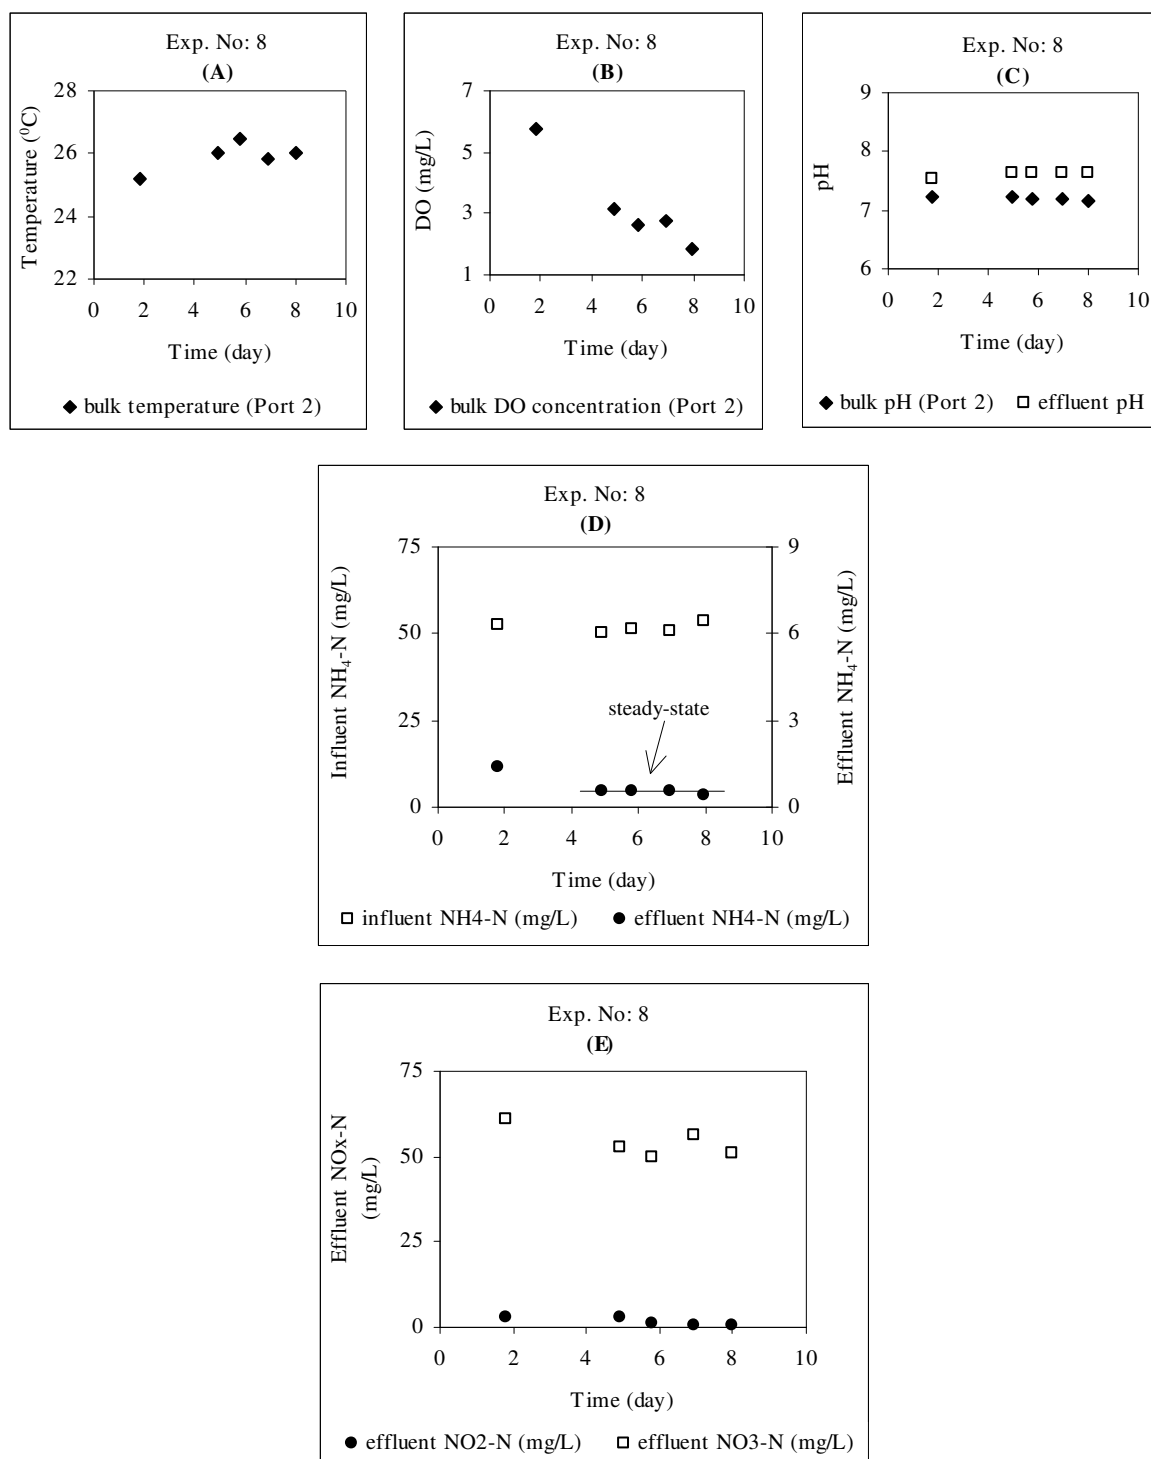 Exp. No: 8
(A)
Temperature (⁰C)
28
26
24
22
0 2 4 6 8 10
Time (day)
◆ bulk temperature (Port 2)
Exp. No: 8
(B)
DO (mg/L)
7
5
3
1
0 2 4 6 8 10
Time (day)
◆ bulk DO concentration (Port 2)
Exp. No: 8
(C)
pH
9
8
7
6
0 2 4 6 8 10
Time (day)
◆ bulk pH (Port 2) □ effluent pH
Exp. No: 8
(D)
Influent NH₄-N (mg/L)
75
50
25
0
9
6
3
0
Effluent NH₄-N (mg/L)
steady-state
0 2 4 6 8 10
Time (day)
□ influent NH4-N (mg/L) ● effluent NH4-N (mg/L)
Exp. No: 8
(E)
Effluent NOx-N
(mg/L)
75
50
25
0
0 2 4 6 8 10
Time (day)
● effluent NO2-N (mg/L) □ effluent NO3-N (mg/L)